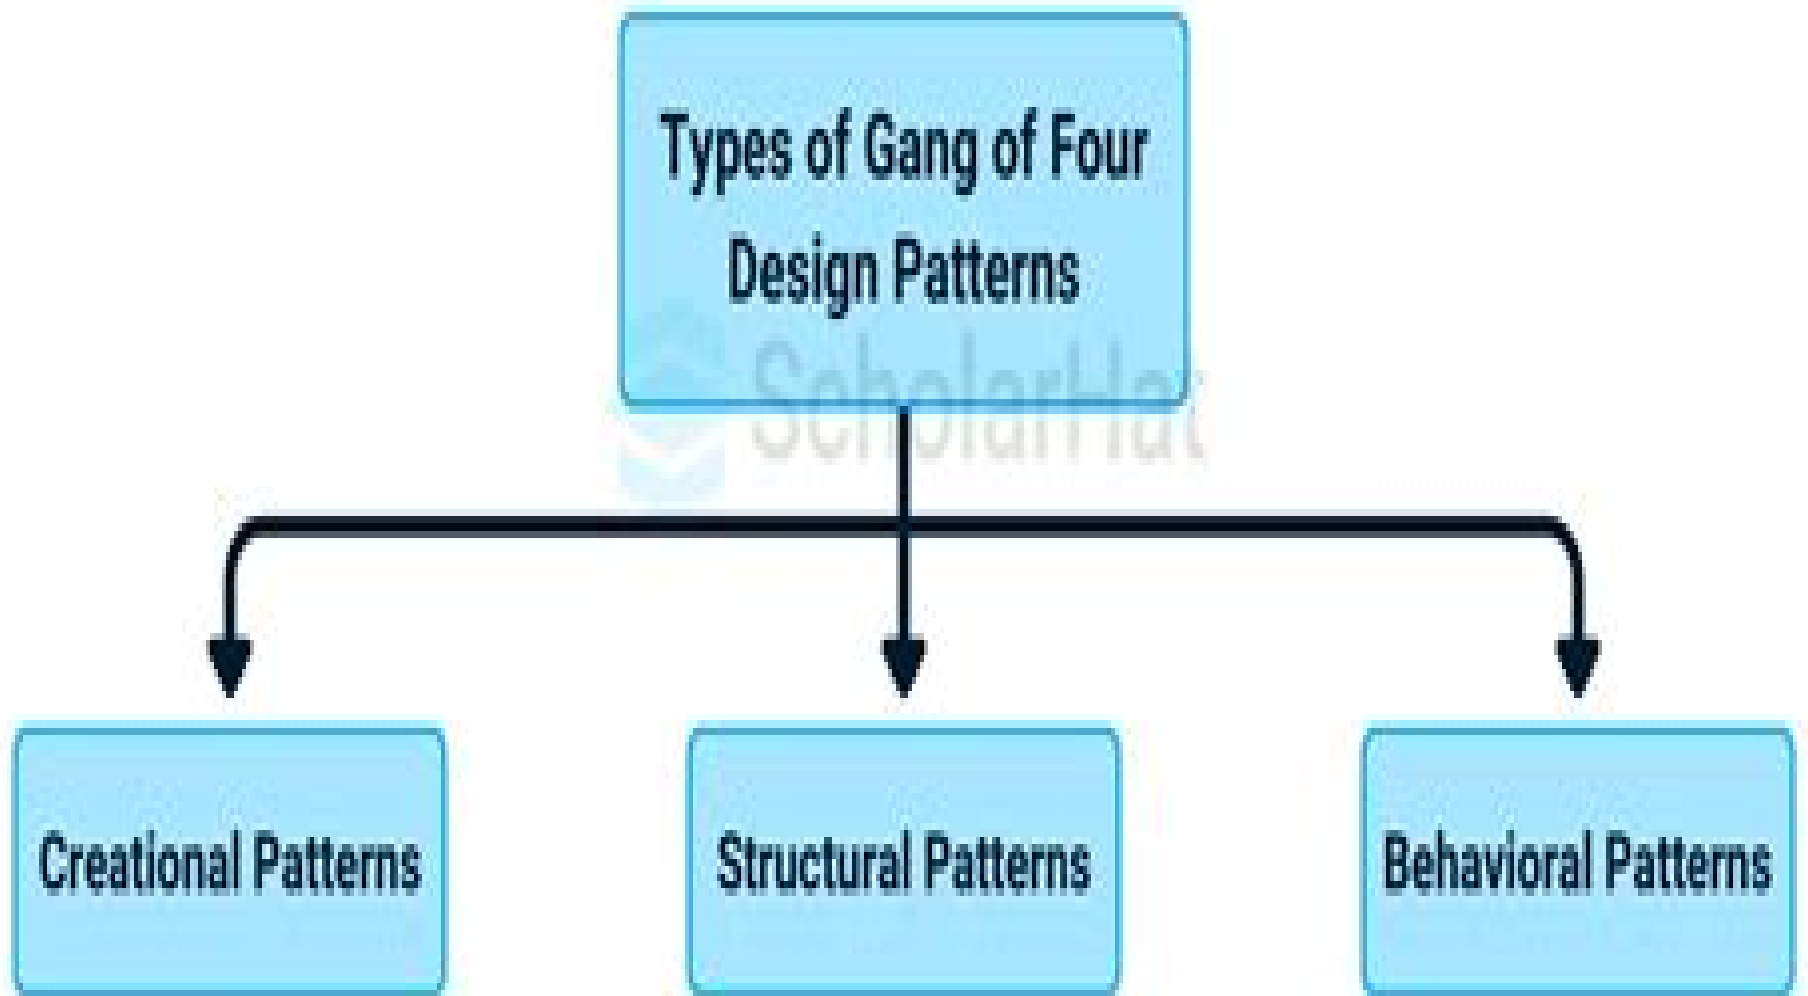 Types of Gang of Four
Design Patterns
ScholarHat
Creational Patterns
Structural Patterns
Behavioral Patterns